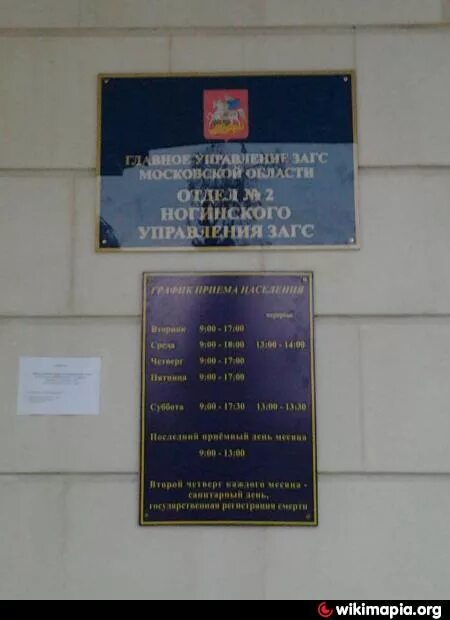 ГЛАВНОЕ УПРАВЛЕНИЕ ЗАГС
МОСКОВСКОЙ ОБЛАСТИ
ОТДЕЛ № 2
НОГИНСКОГО
УПРАВЛЕНИЯ ЗАГС
ГРАФИК ПРИЕМА НАСЕЛЕНИЯ
перерыв
Вторник 9:00 - 17:00
Среда 9:00 - 18:00 13:00 - 14:00
Четверг 9:00 - 17:00
Пятница 9:00 - 17:00
Суббота 9:00 - 17:30 13:00 - 13:30
Последний приёмный день месяца
9:00 - 13:00
Второй четверг каждого месяца -
санитарный день,
государственная регистрация смерти
wikimapia.org